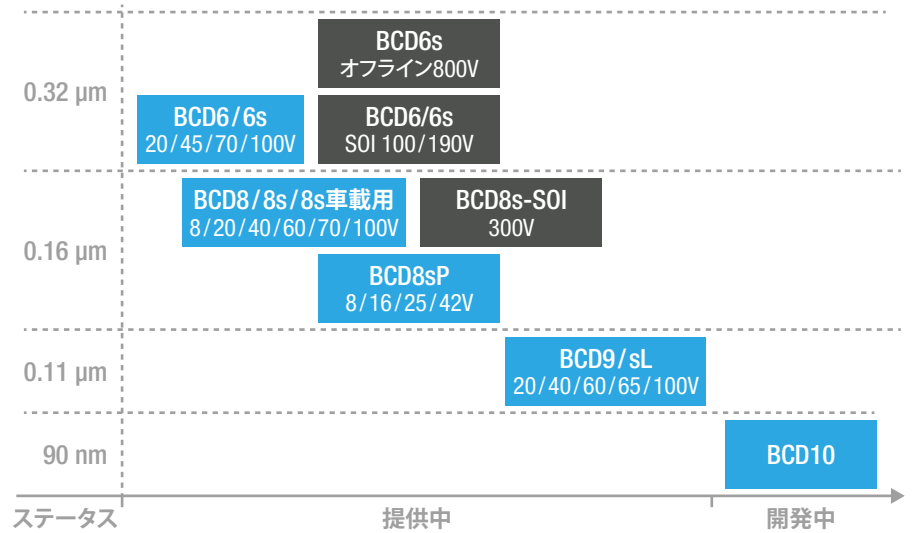 0.32 µm
BCD6s
オフライン800V
BCD6/6s
20/45/70/100V
BCD6/6s
SOI 100/190V
0.16 µm
BCD8/8s/8s車載用
8/20/40/60/70/100V
BCD8s-SOI
300V
BCD8sP
8/16/25/42V
0.11 µm
BCD9/sL
20/40/60/65/100V
90 nm
BCD10
ステータス
提供中
開発中